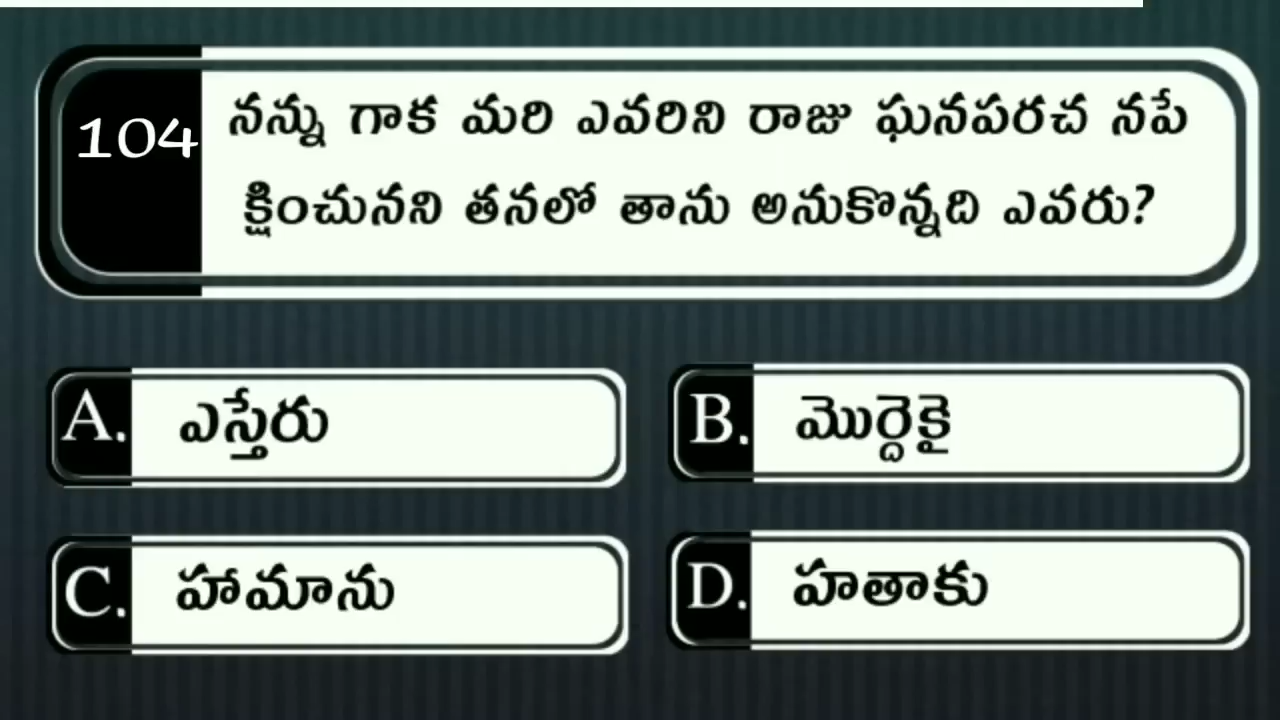 104
నన్ను గాక మరి ఎవరిని రాజు ఘనపరచ నపే
క్షించునని తనలో తాను అనుకొన్నది ఎవరు?
A. ఎస్తేరు
B. మొర్దెకై
C. హామాను
D. హతాకు